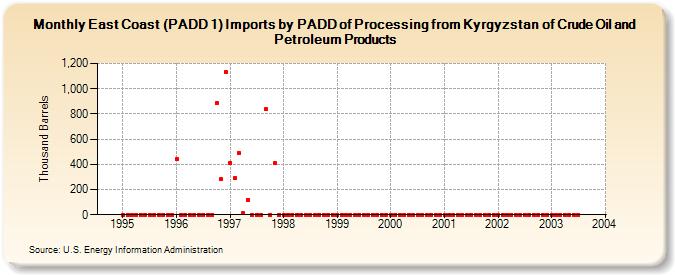 Monthly East Coast (PADD 1) Imports by PADD of Processing from Kyrgyzstan of Crude Oil and
Petroleum Products
Thousand Barrels
1,200
1,000
800
600
400
200
0
1995 1996 1997 1998 1999 2000 2001 2002 2003 2004
Source: U.S. Energy Information Administration